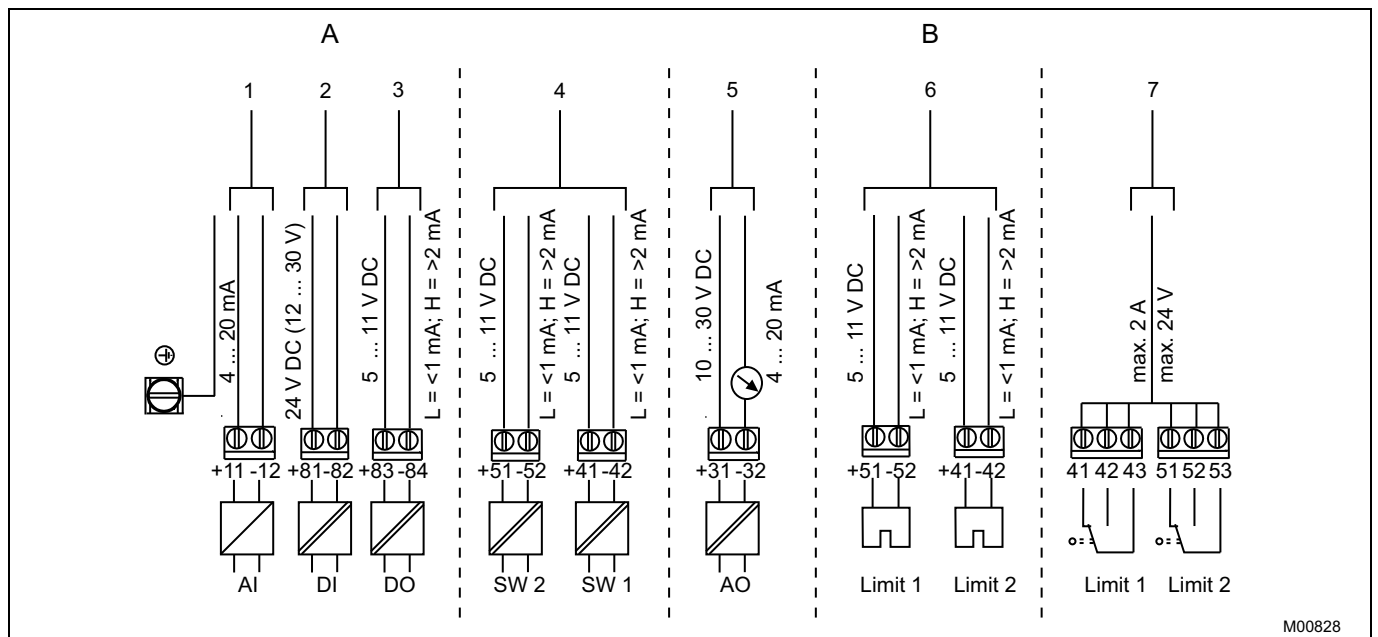 A
B
1
2
3
4
5
6
7
4 ... 20 mA
24 V DC (12 ... 30 V)
5 ... 11 V DC
L = <1 mA; H = >2 mA
5 ... 11 V DC
L = <1 mA; H = >2 mA
5 ... 11 V DC
L = <1 mA; H = >2 mA
10 ... 30 V DC
4 ... 20 mA
5 ... 11 V DC
L = <1 mA; H = >2 mA
5 ... 11 V DC
L = <1 mA; H = >2 mA
max. 2 A
max. 24 V
+11 -12
+81-82
+83 -84
+51 -52
+41 -42
+31 -32
+51 -52
+41 -42
41 42 43
51 52 53
AI
DI
DO
SW 2
SW 1
AO
Limit 1
Limit 2
Limit 1
Limit 2
M00828